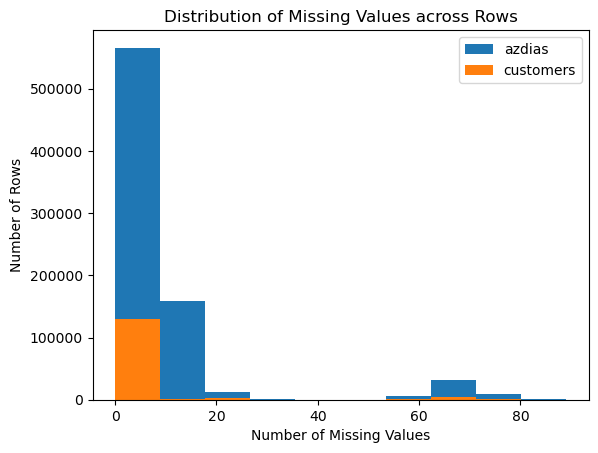 Distribution of Missing Values across Rows
azdias
customers
Number of Rows
500000
400000
300000
200000
100000
0
0 20 40 60 80
Number of Missing Values